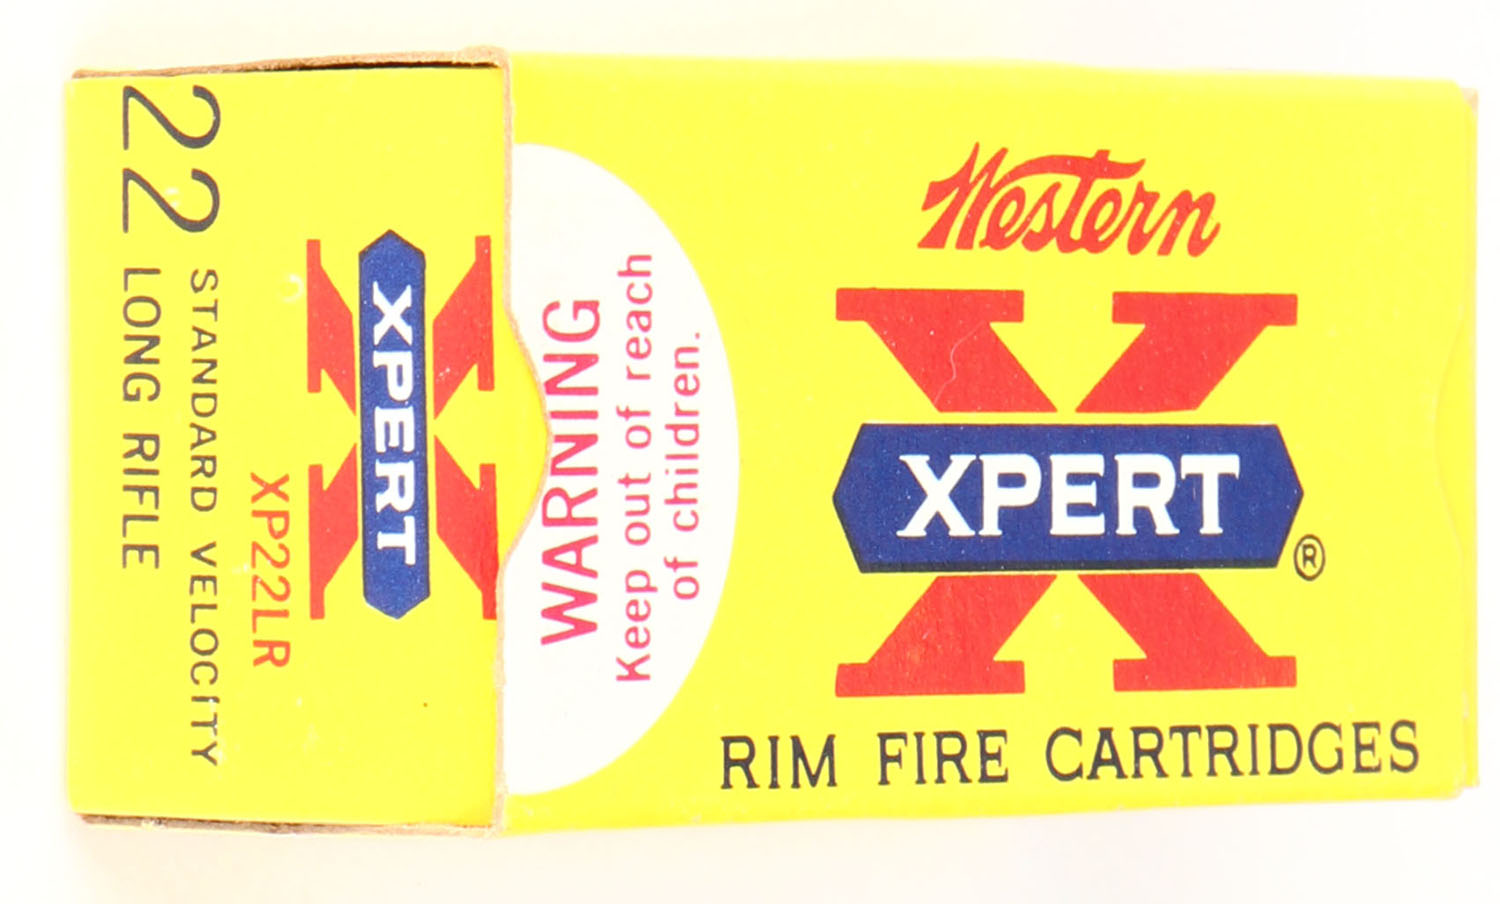 Western
XPERT
®
RIM FIRE CARTRIDGES
WARNING
Keep out of reach
of children.
XPERT
XP22LR
22 STANDARD VELOCITY
LONG RIFLE